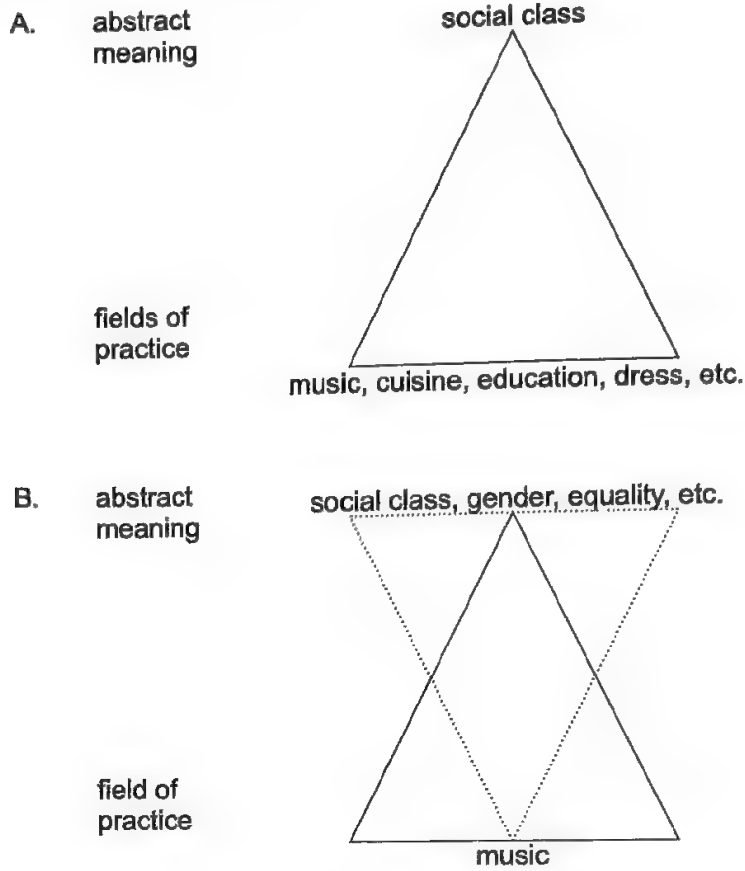 A.
abstract
meaning
social class
fields of
practice
music, cuisine, education, dress, etc.
B.
abstract
meaning
social class, gender, equality, etc.
field of
practice
music